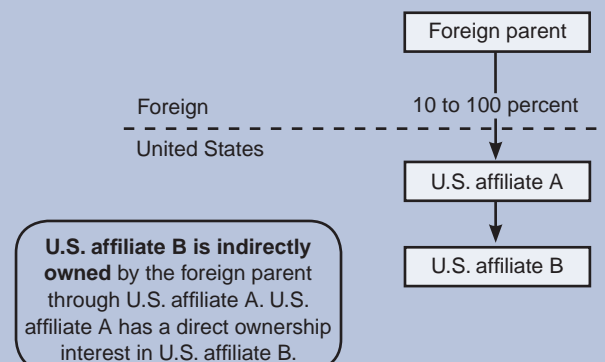 Foreign parent
Foreign
10 to 100 percent
United States
U.S. affiliate A
U.S. affiliate B is indirectly
owned by the foreign parent
through U.S. affiliate A. U.S.
affiliate A has a direct ownership
interest in U.S. affiliate B.
U.S. affiliate B